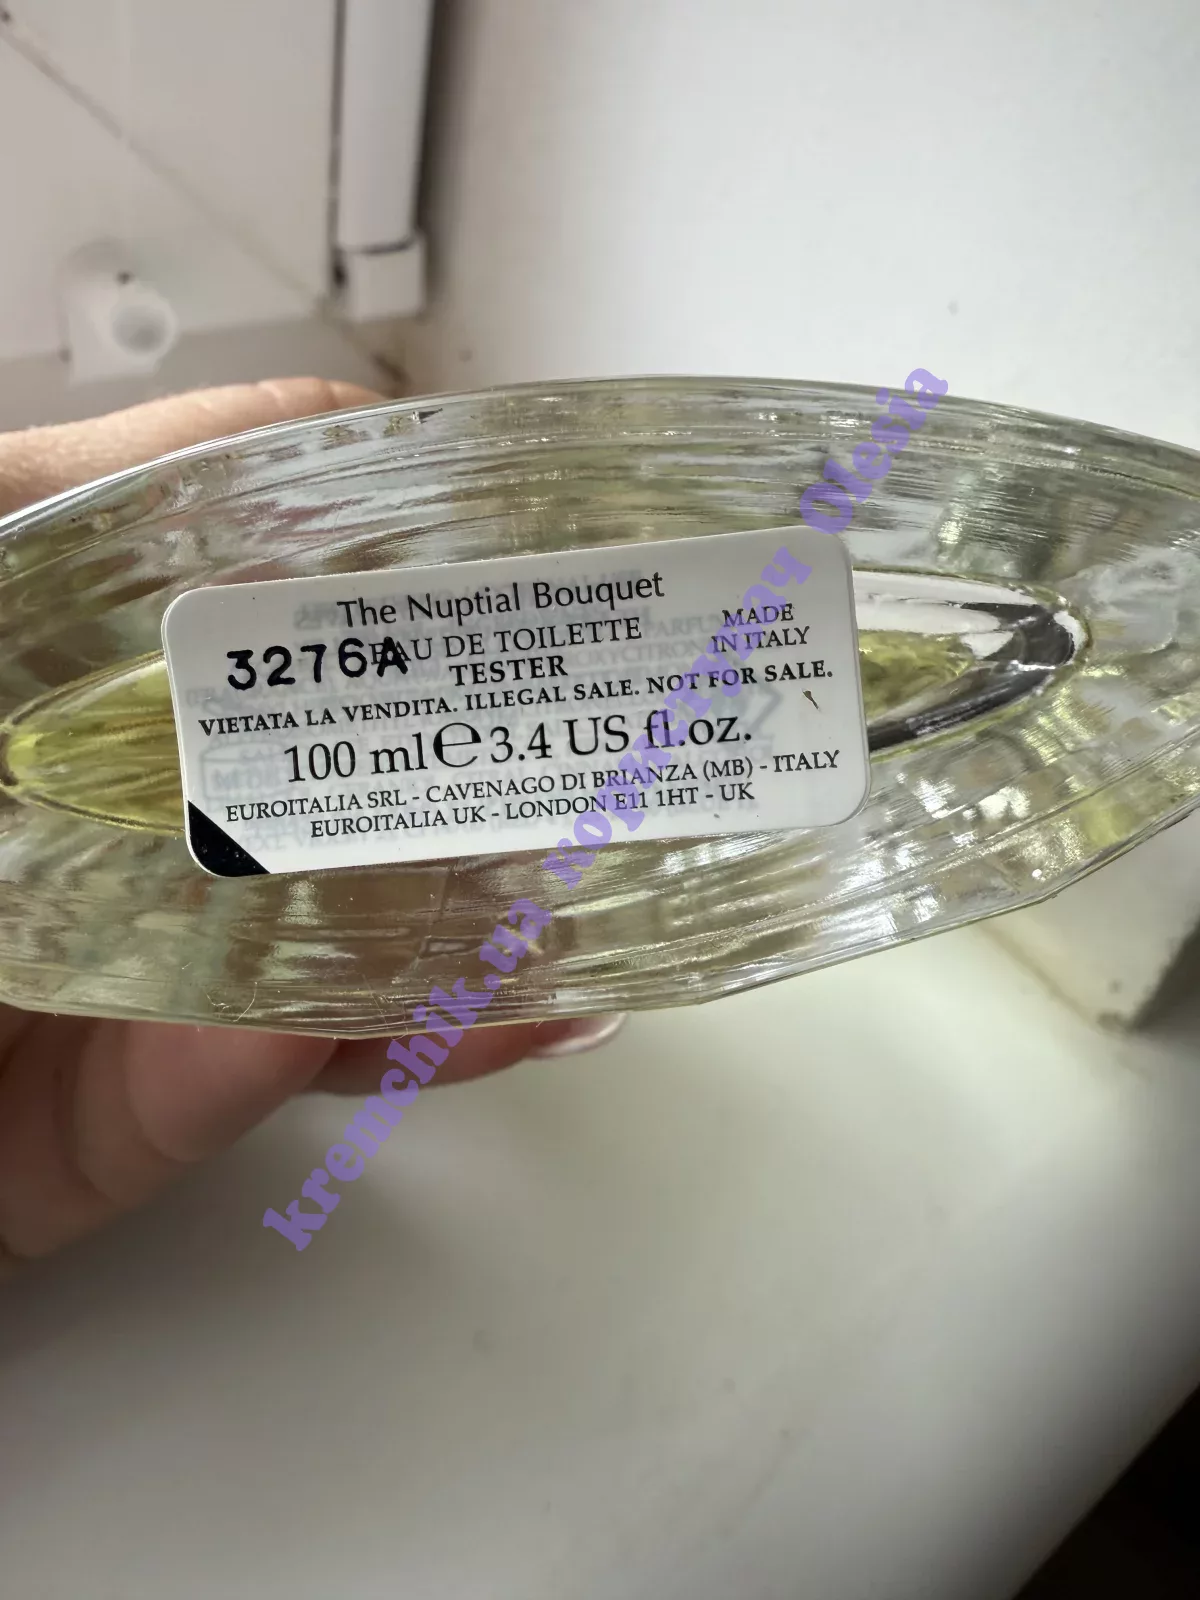 The Nuptial Bouquet
3276A EAU DE TOILETTE
TESTER
MADE
IN ITALY
VIETATA LA VENDITA. ILLEGAL SALE. NOT FOR SALE.
100 ml ℮ 3.4 US fl.oz.
EUROITALIA SRL - CAVENAGO DI BRIANZA (MB) - ITALY
EUROITALIA UK - LONDON E11 1HT - UK
kremchik.ua користувач Olesia